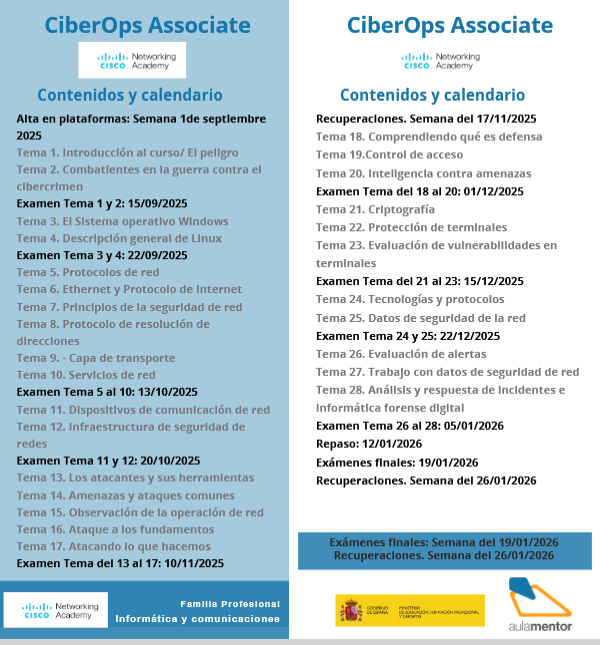 CiberOps Associate
Networking
CISCO Academy
Contenidos y calendario
Alta en plataformas: Semana 1de septiembre
2025
Tema 1. Introducción al curso/ El peligro
Tema 2. Combatientes en la guerra contra el
cibercrimen
Examen Tema 1 y 2: 15/09/2025
Tema 3. El Sistema operativo Windows
Tema 4. Descripción general de Linux
Examen Tema 3 y 4: 22/09/2025
Tema 5. Protocolos de red
Tema 6. Ethernet y Protocolo de Internet
Tema 7. Principios de la seguridad de red
Tema 8. Protocolo de resolución de
direcciones
Tema 9. - Capa de transporte
Tema 10. Servicios de red
Examen Tema 5 al 10: 13/10/2025
Tema 11. Dispositivos de comunicación de red
Tema 12. Infraestructura de seguridad de
redes
Examen Tema 11 y 12: 20/10/2025
Tema 13. Los atacantes y sus herramientas
Tema 14. Amenazas y ataques comunes
Tema 15. Observación de la operación de red
Tema 16. Ataque a los fundamentos
Tema 17. Atacando lo que hacemos
Examen Tema del 13 al 17: 10/11/2025
Networking
CISCO Academy
Familia Profesional
Informática y comunicaciones
CiberOps Associate
Networking
CISCO Academy
Contenidos y calendario
Recuperaciones. Semana del 17/11/2025
Tema 18. Comprendiendo qué es defensa
Tema 19.Control de acceso
Tema 20. Inteligencia contra amenazas
Examen Tema del 18 al 20: 01/12/2025
Tema 21. Criptografía
Tema 22. Protección de terminales
Tema 23. Evaluación de vulnerabilidades en
terminales
Examen Tema del 21 al 23: 15/12/2025
Tema 24. Tecnologías y protocolos
Tema 25. Datos de seguridad de la red
Examen Tema 24 y 25: 22/12/2025
Tema 26. Evaluación de alertas
Tema 27. Trabajo con datos de seguridad de red
Tema 28. Análisis y respuesta de incidentes e
informática forense digital
Examen Tema 26 al 28: 05/01/2026
Repaso: 12/01/2026
Exámenes finales: 19/01/2026
Recuperaciones. Semana del 26/01/2026
Exámenes finales: Semana del 19/01/2026
Recuperaciones. Semana del 26/01/2026
GOBIERNO
DE ESPAÑA
MINISTERIO
DE EDUCACIÓN, FORMACIÓN PROFESIONAL
Y DEPORTES
aulamentor